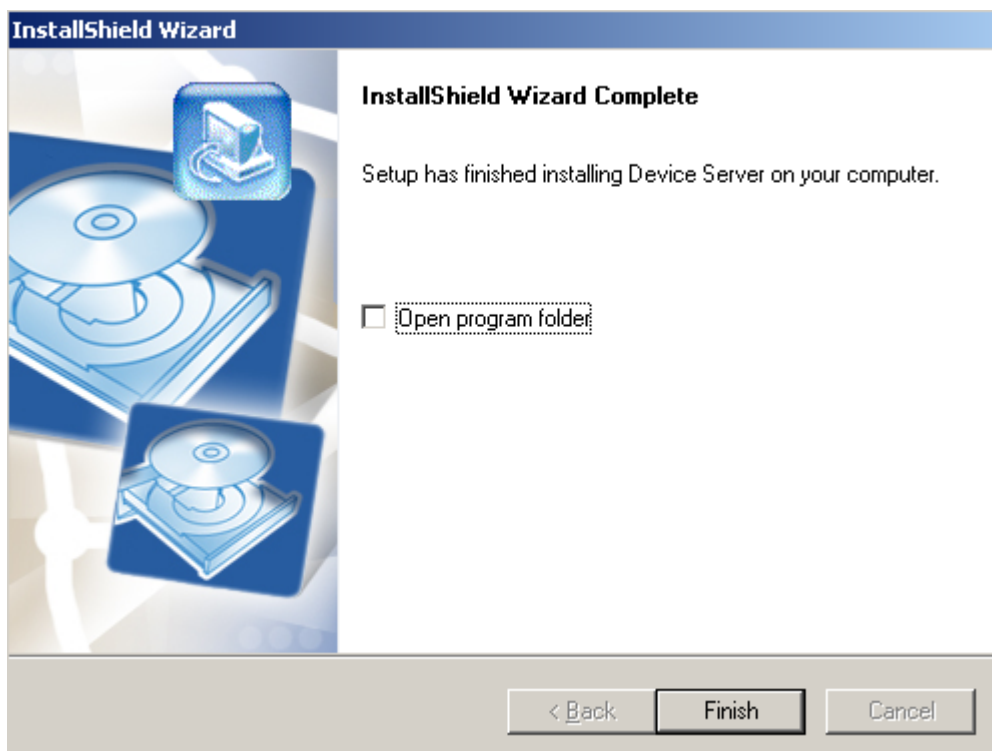 InstallShield Wizard
InstallShield Wizard Complete
Setup has finished installing Device Server on your computer.
Open program folder
< Back
Finish
Cancel